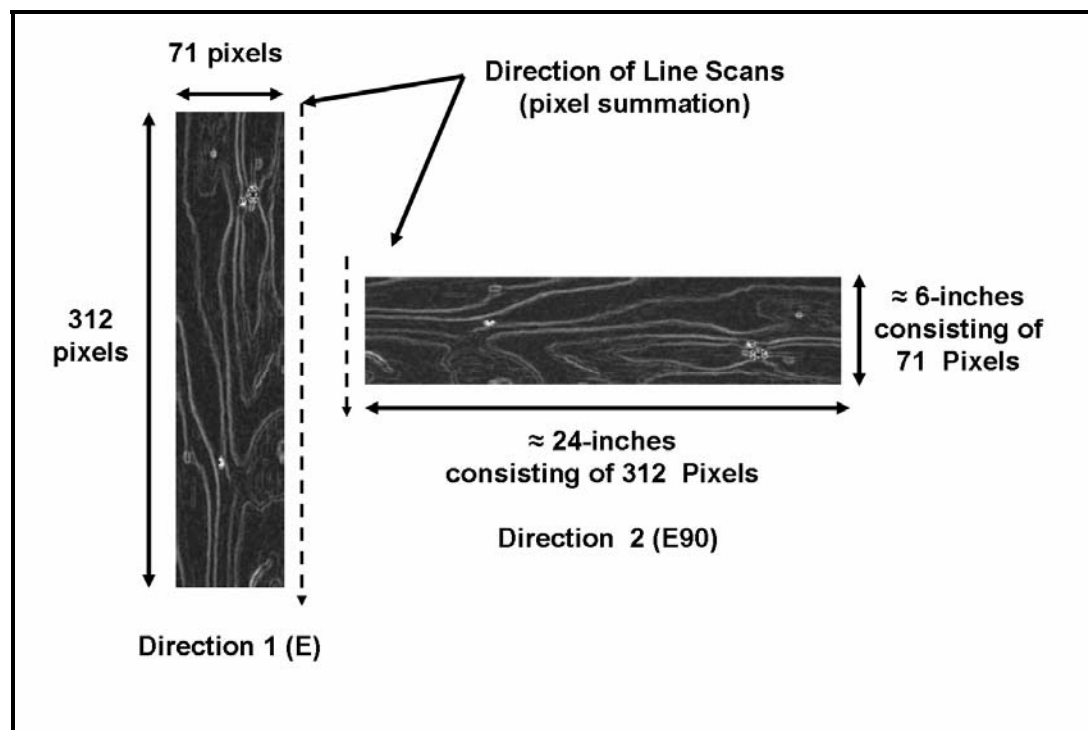 71 pixels
Direction of Line Scans
(pixel summation)
312
pixels
≈ 6-inches
consisting of
71 Pixels
≈ 24-inches
consisting of 312 Pixels
Direction 2 (E90)
Direction 1 (E)